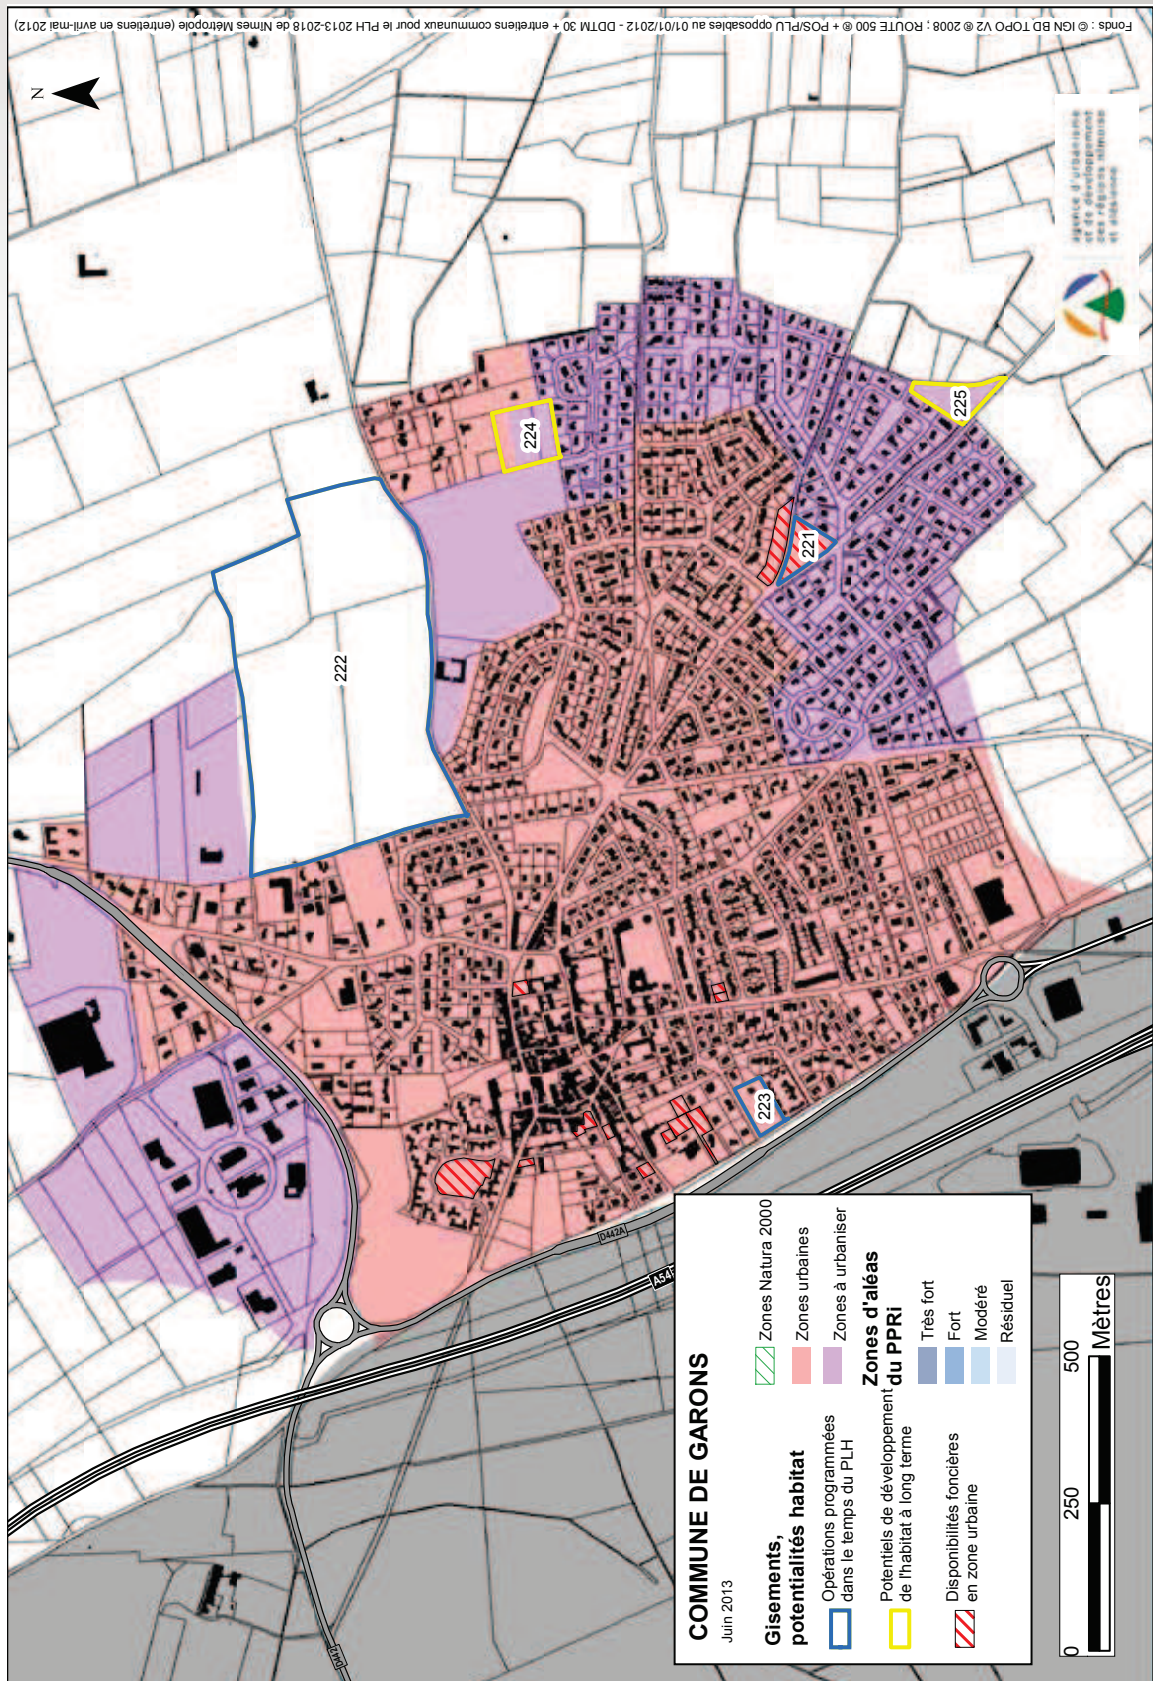 Fonds : © IGN BD TOPO V2 ® 2008 ; ROUTE 500 ® + POS/PLU opposables au 01/01/2012 - DDTM 30 + entretiens communaux pour le PLH 2013-2018 de Nîmes Métropole (entretiens en avril-mai 2012)
N
agence d'urbanisme
et de développement
des régions nîmoise
et alésienne
222
224
225
221
223
D442A
A54
D442
COMMUNE DE GARONS
Juin 2013
Gisements,
potentialités habitat
Opérations programmées
dans le temps du PLH
Potentiels de développement
de l'habitat à long terme
Disponibilités foncières
en zone urbaine
Zones Natura 2000
Zones urbaines
Zones à urbaniser
Zones d'aléas
du PPRi
Très fort
Fort
Modéré
Résiduel
0 250 500
Mètres